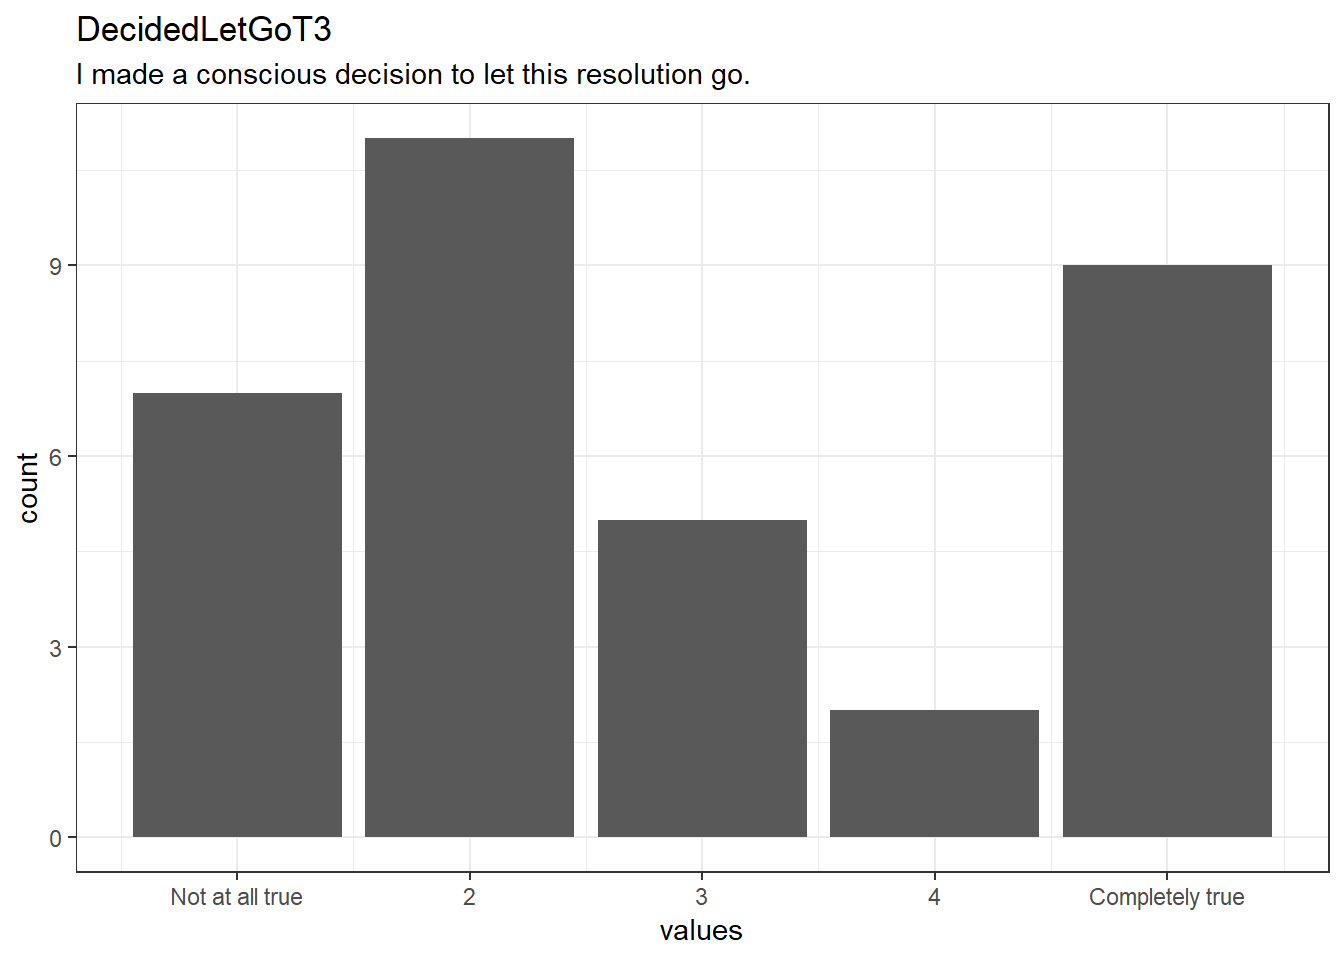 DecidedLetGoT3
I made a conscious decision to let this resolution go.
9
6
3
0
count
Not at all true 2 3 4 Completely true
values